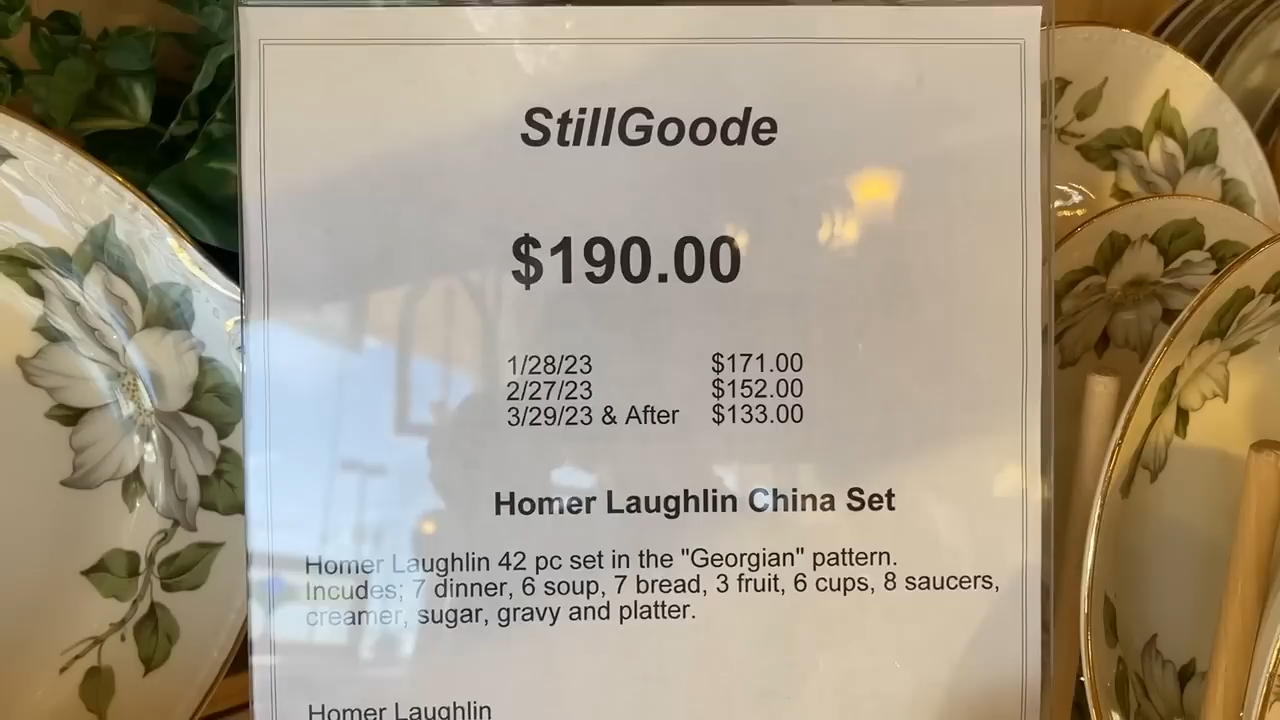 StillGoode
$190.00
1/28/23 $171.00
2/27/23 $152.00
3/29/23 & After $133.00
Homer Laughlin China Set
Homer Laughlin 42 pc set in the "Georgian" pattern.
Incudes; 7 dinner, 6 soup, 7 bread, 3 fruit, 6 cups, 8 saucers,
creamer, sugar, gravy and platter.
Homer Laughlin